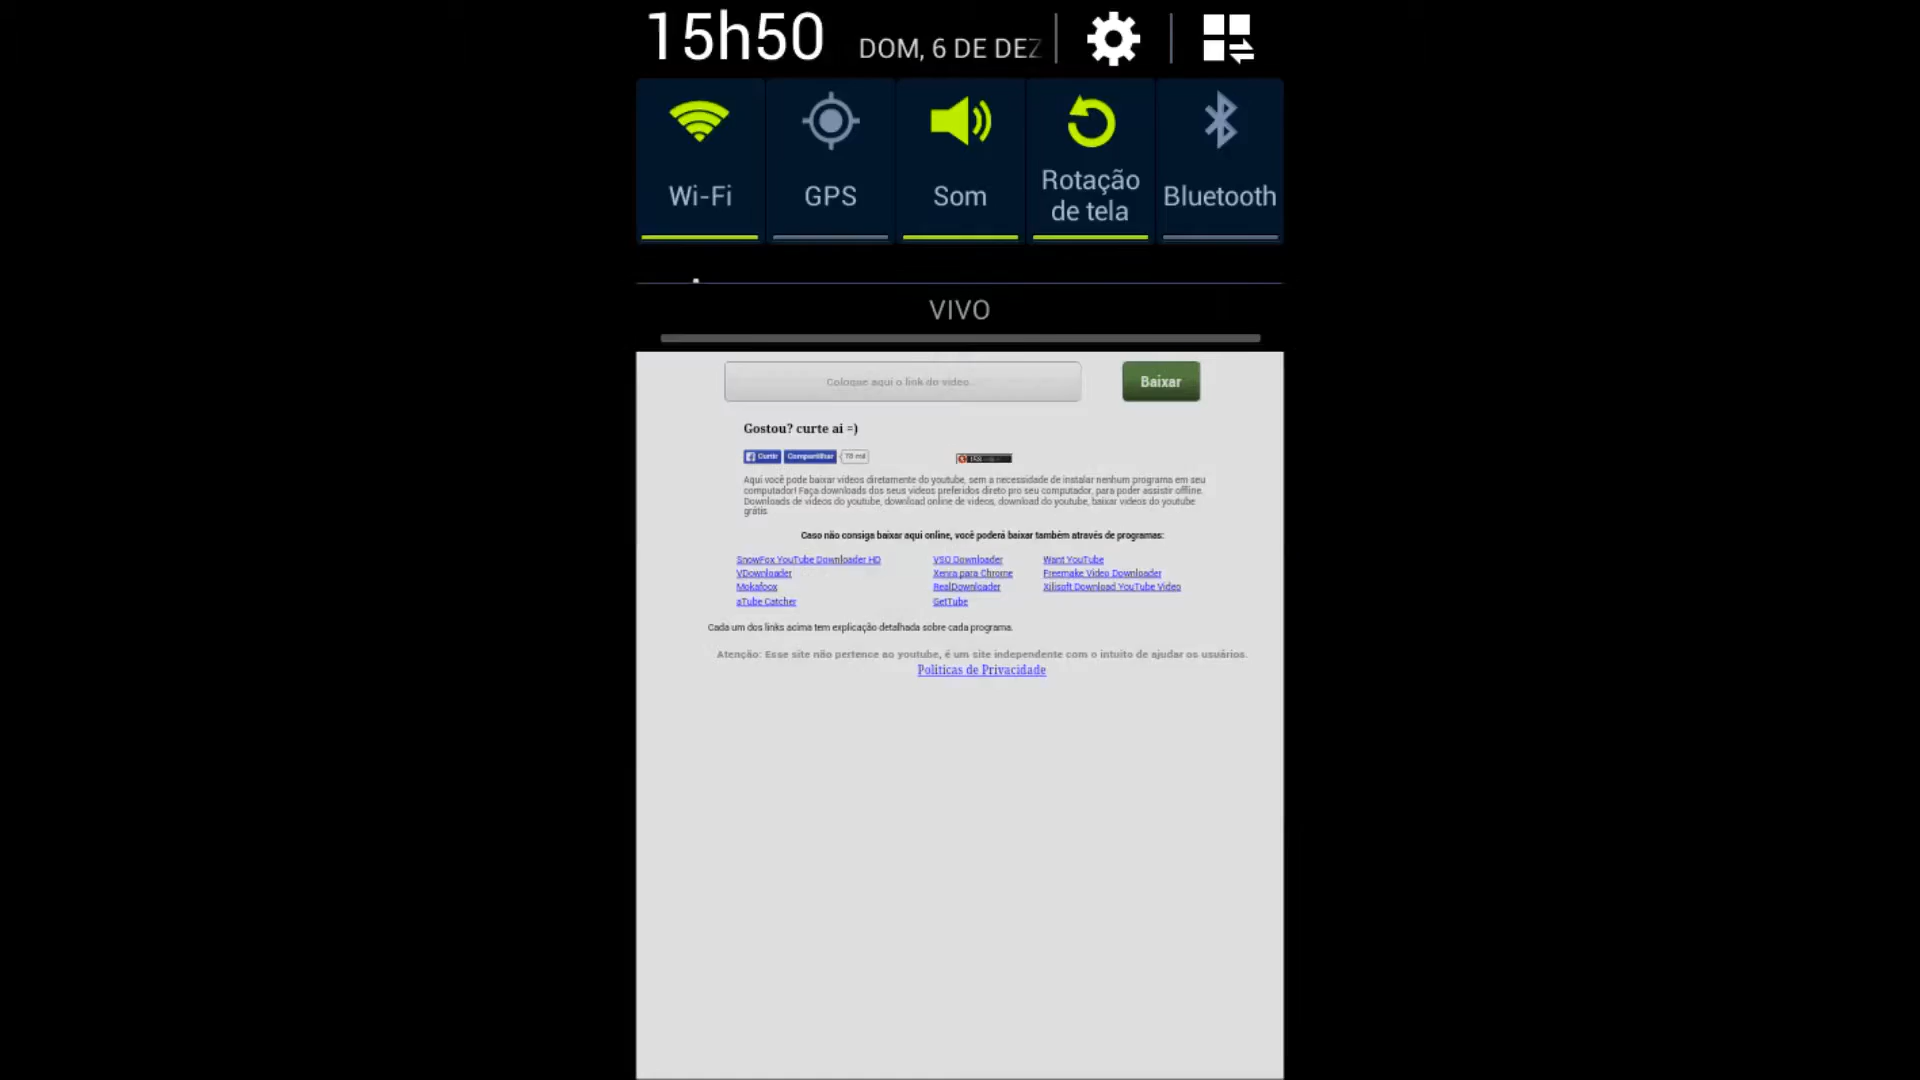 15h50 DOM, 6 DE DEZ
Wi-Fi GPS Som Rotação de tela Bluetooth
VIVO
Coloque aqui o link do video... Baixar
Gostou? curte ai =)
Curtir Compartilhar 78 mil
Aqui você pode baixar videos diretamente do youtube, sem a necessidade de instalar nenhum programa em seu
computador! Faça downloads dos seus videos preferidos direto pro seu computador, para poder assistir offline.
Downloads de videos do youtube, download online de videos, download do youtube, baixar videos do youtube
grátis.
Caso não consiga baixar aqui online, você poderá baixar também através de programas:
SnowFox YouTube Downloader HD VSO Downloader Want YouTube
VDownloader Xenra para Chrome Freemake Video Downloader
Mokafoox RealDownloader Xilisoft Download YouTube Video
aTube Catcher GetTube
Cada um dos links acima tem explicação detalhada sobre cada programa.
Atenção: Esse site não pertence ao youtube, é um site independente com o intuito de ajudar os usuários.
Políticas de Privacidade